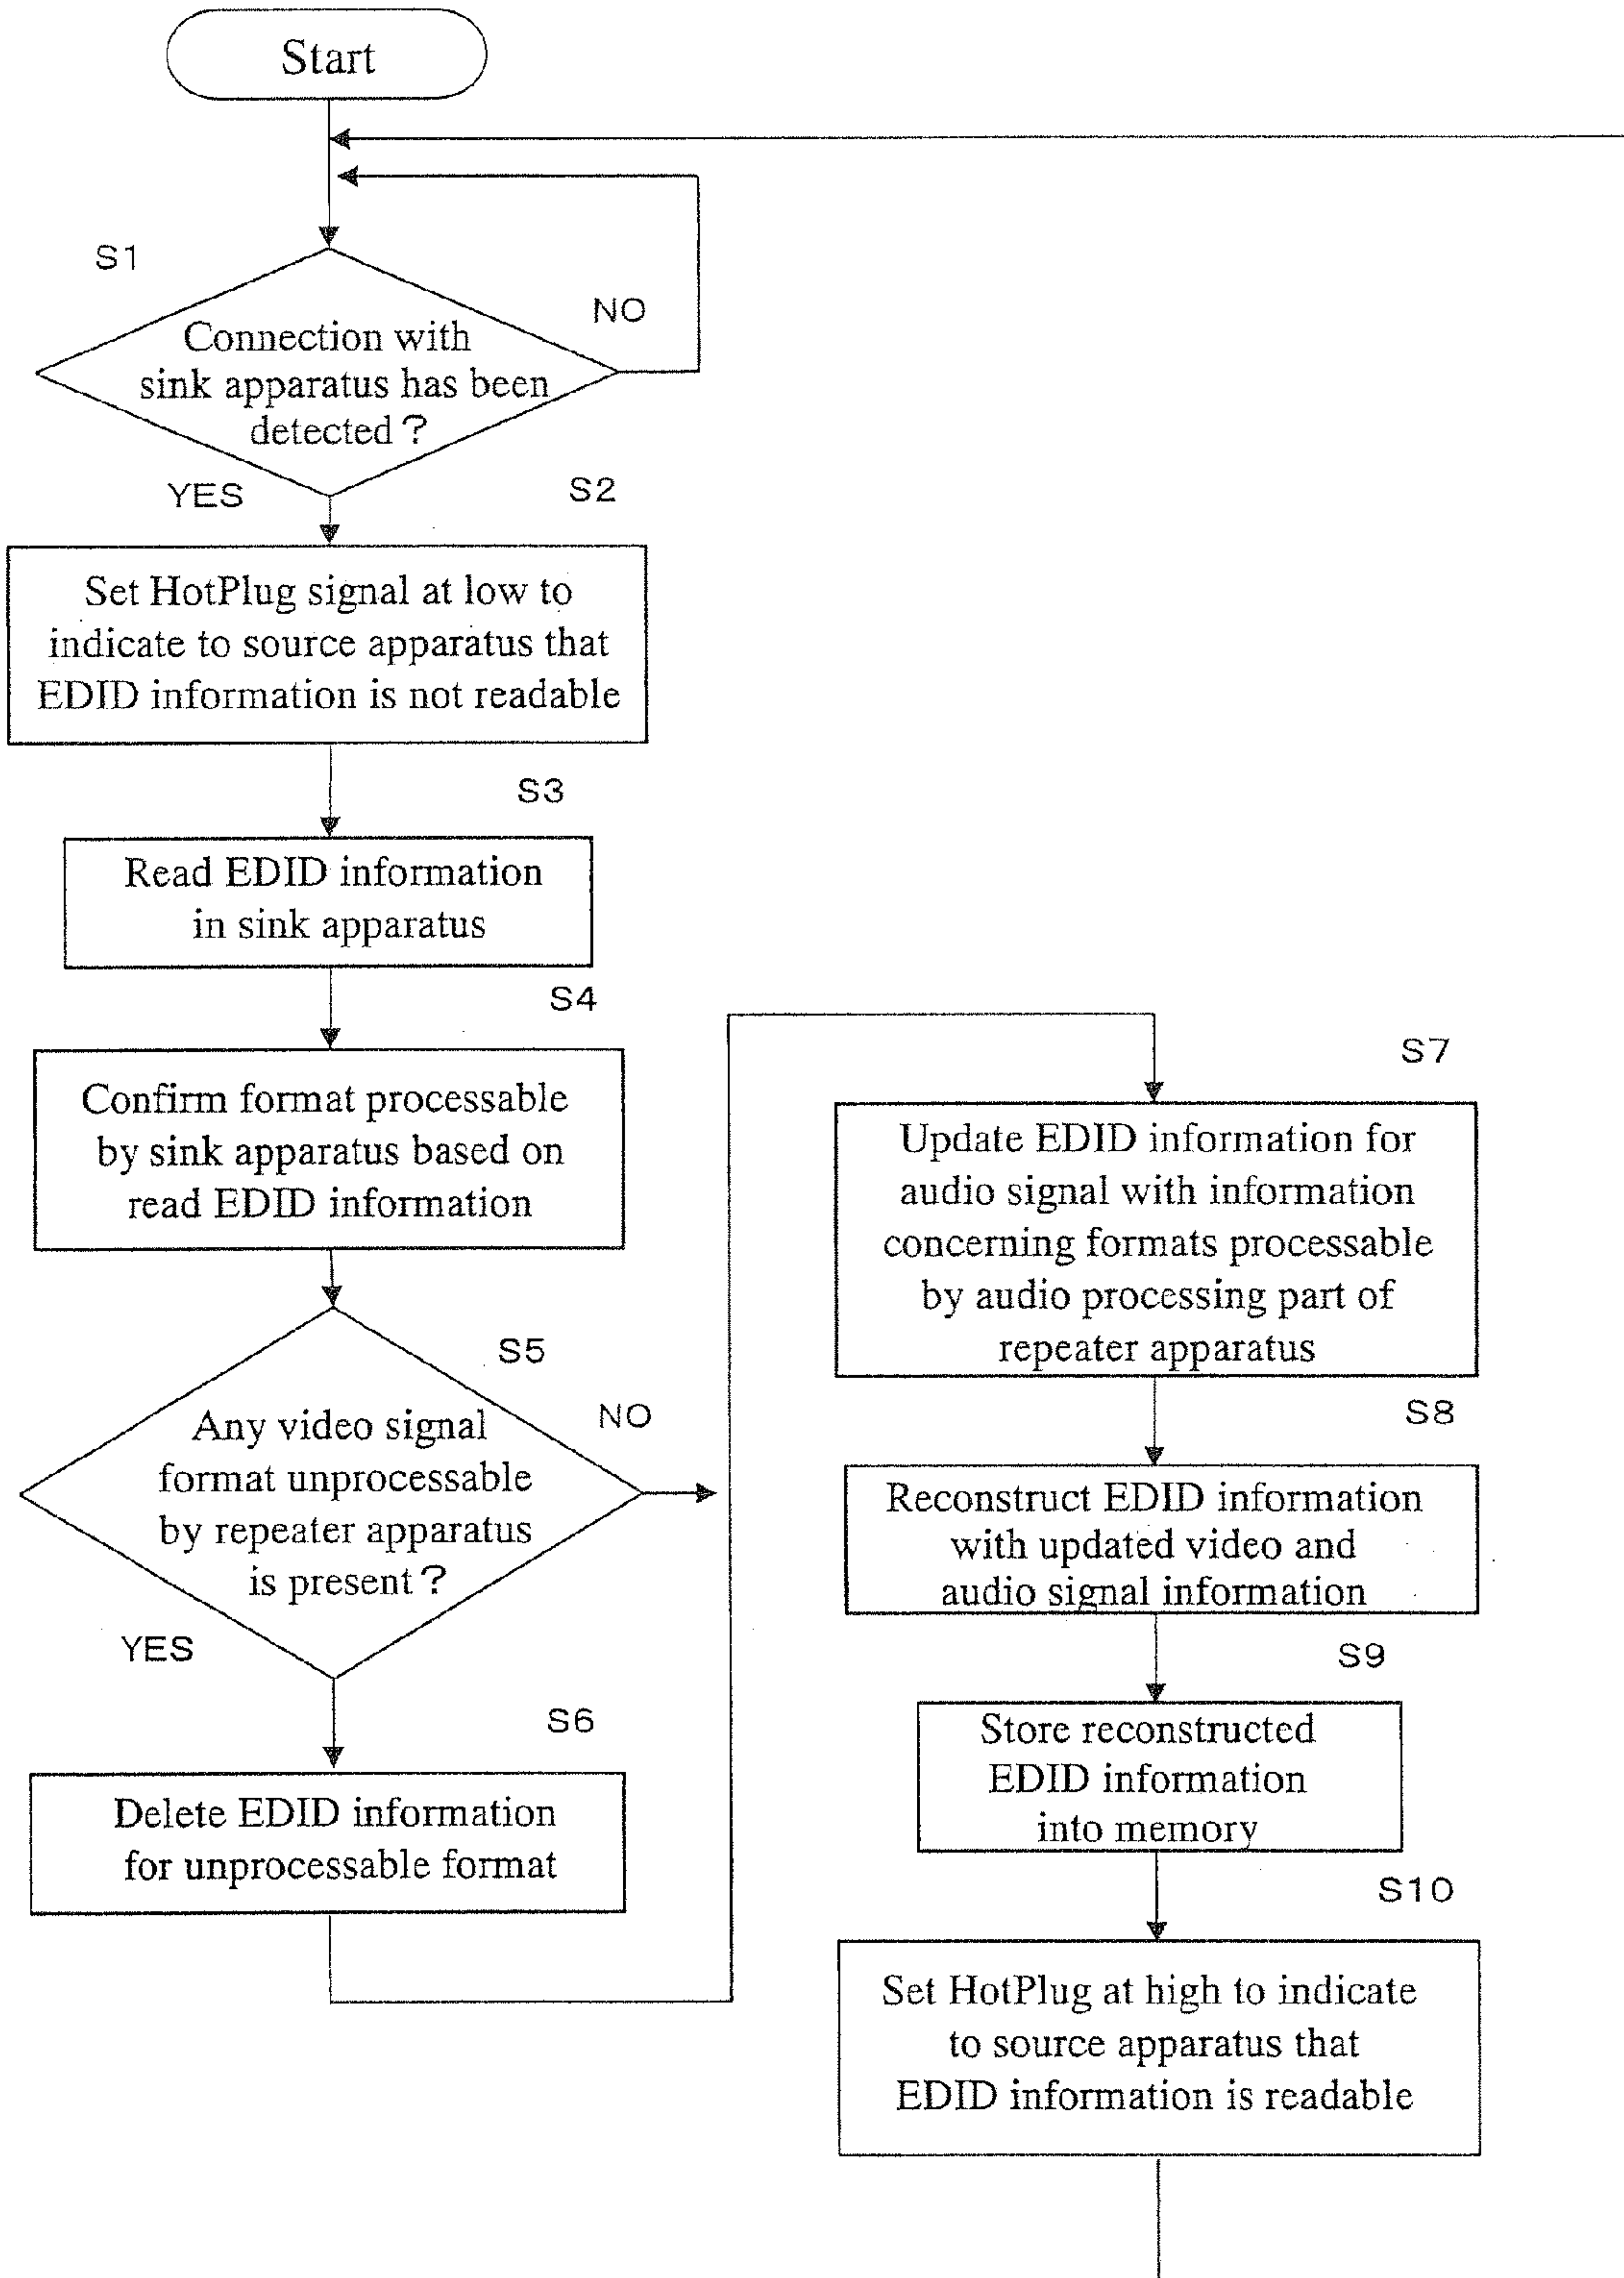 Start
S1
NO
Connection with
sink apparatus has been
detected?
YES
S2
Set HotPlug signal at low to
indicate to source apparatus that
EDID information is not readable
S3
Read EDID information
in sink apparatus
S4
Confirm format processable
by sink apparatus based on
read EDID information
S5
NO
Any video signal
format unprocessable
by repeater apparatus
is present?
YES
S6
Delete EDID information
for unprocessable format
S7
Update EDID information for
audio signal with information
concerning formats processable
by audio processing part of
repeater apparatus
S8
Reconstruct EDID information
with updated video and
audio signal information
S9
Store reconstructed
EDID information
into memory
S10
Set HotPlug at high to indicate
to source apparatus that
EDID information is readable